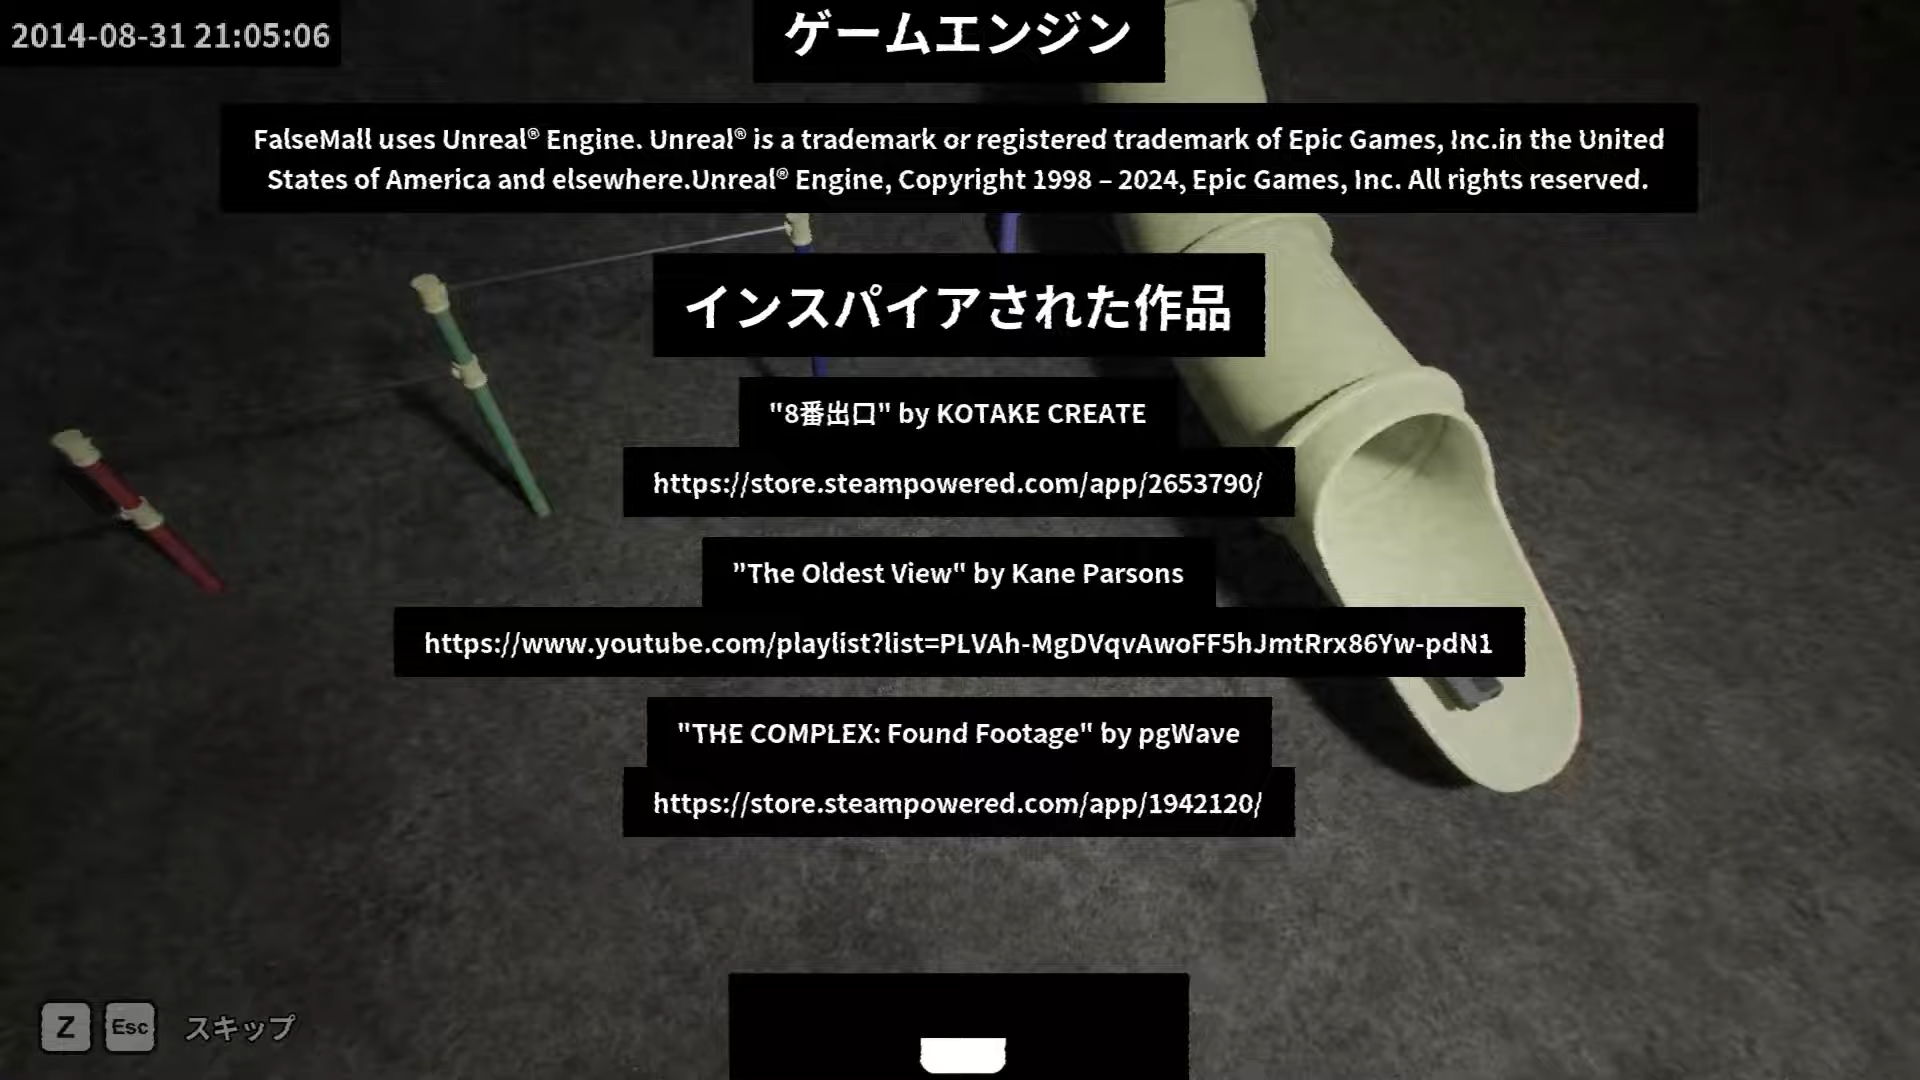 2014-08-31 21:05:06
ゲームエンジン
FalseMall uses Unreal® Engine. Unreal® is a trademark or registered trademark of Epic Games, Inc.in the United
States of America and elsewhere.Unreal® Engine, Copyright 1998 – 2024, Epic Games, Inc. All rights reserved.
インスパイアされた作品
"8番出口" by KOTAKE CREATE
https://store.steampowered.com/app/2653790/
"The Oldest View" by Kane Parsons
https://www.youtube.com/playlist?list=PLVAh-MgDVqvAwoFF5hJmtRrx86Yw-pdN1
"THE COMPLEX: Found Footage" by pgWave
https://store.steampowered.com/app/1942120/
Z Esc スキップ